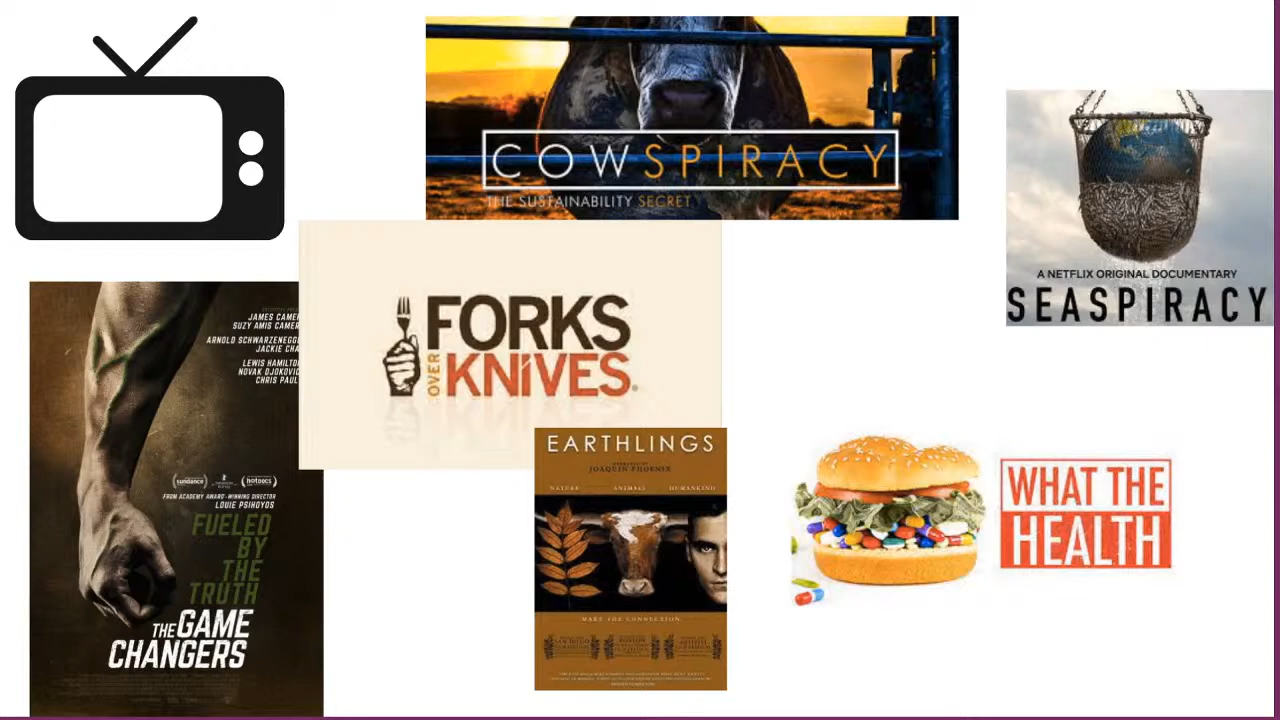 COWSPIRACY
THE SUSTAINABILITY SECRET
A NETFLIX ORIGINAL DOCUMENTARY
SEASPIRACY
FORKS
OVER
KNIVES
JAMES CAMER
SUZY AMIS CAMER
ARNOLD SCHWARZENEGG
JACKIE CHA
LEWIS HAMILTO
NOVAK DJOKOVIC
CHRIS PAUL
sundance
hotdocs
FROM ACADEMY AWARD-WINNING DIRECTOR
LOUIE PSIHOYOS
FUELED
BY
THE
TRUTH
THE GAME
CHANGERS
EARTHLINGS
JOAQUIN PHOENIX
NATURE ANIMALS HUMANKIND
MAKE THE CONNECTION
WHAT THE
HEALTH